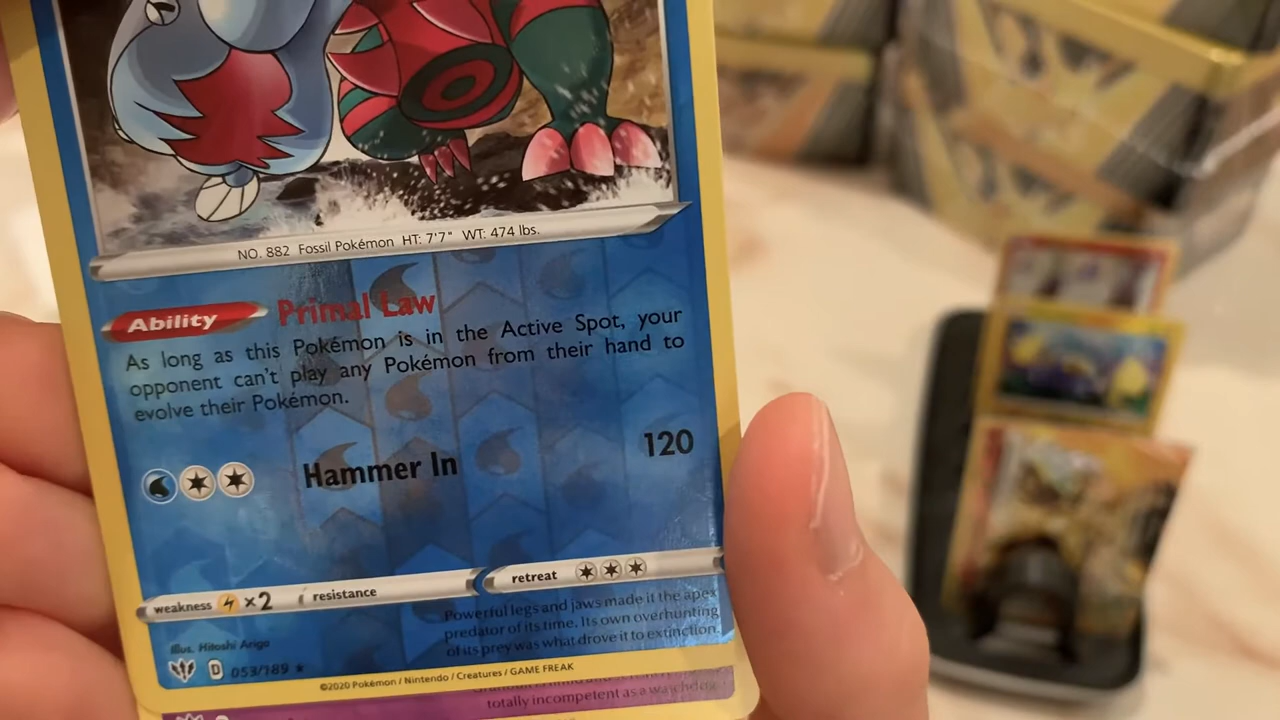 NO. 882 Fossil Pokémon HT: 7'7" WT: 474 lbs.
Ability Primal Law
As long as this Pokémon is in the Active Spot, your
opponent can't play any Pokémon from their hand to
evolve their Pokémon.
Hammer In 120
weakness ×2 resistance retreat
Powerful legs and jaws made it the apex
predator of its time. Its own overhunting
of its prey was what drove it to extinction.
Illus. Hitoshi Ariga
D 053/189
©2020 Pokémon / Nintendo / Creatures / GAME FREAK
totally incompetent as a watchdog.